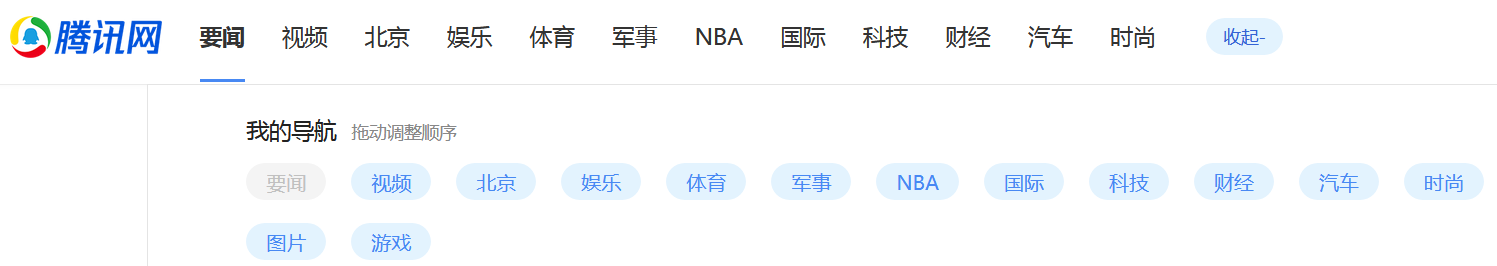 腾讯网 要闻 视频 北京 娱乐 体育 军事 NBA 国际 科技 财经 汽车 时尚 收起-
我的导航 拖动调整顺序
要闻 视频 北京 娱乐 体育 军事 NBA 国际 科技 财经 汽车 时尚
图片 游戏